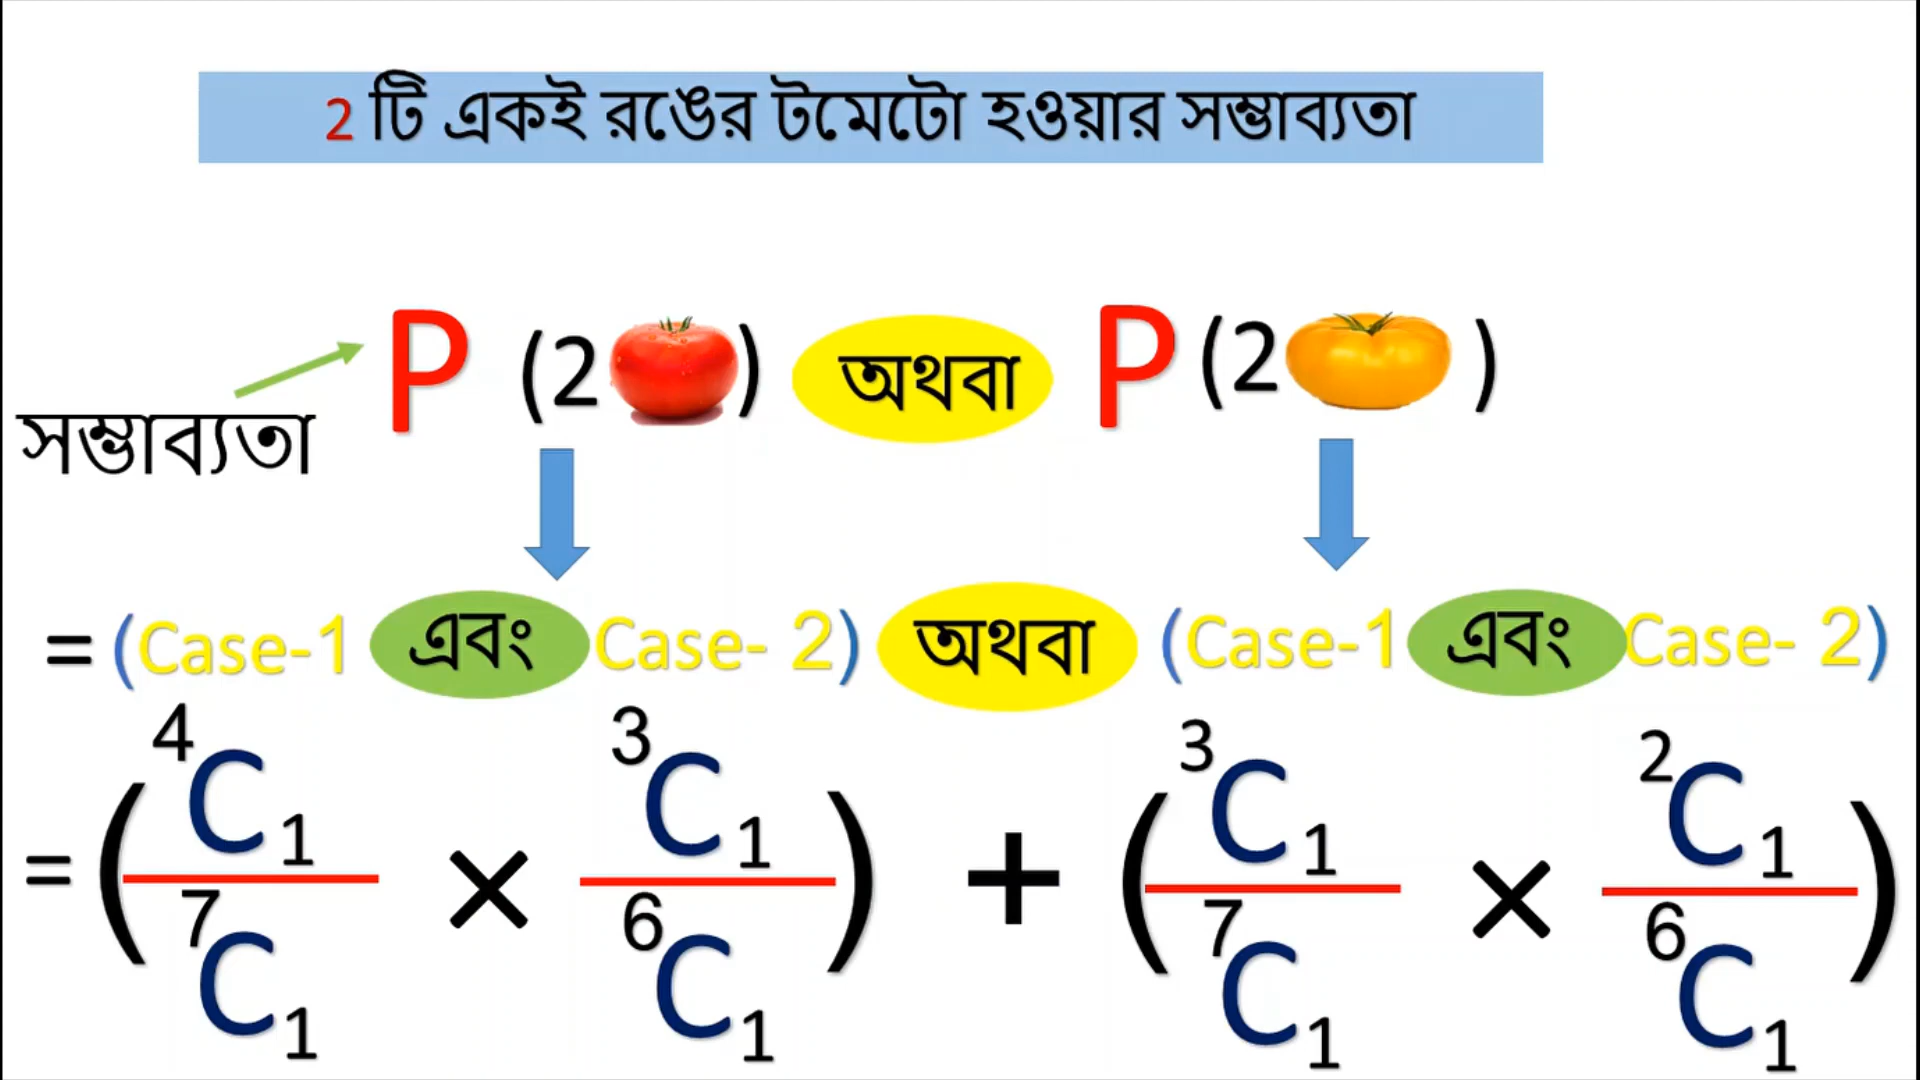 2 টি একই রঙের টমেটো হওয়ার সম্ভাব্যতা
P (2 ) অথবা P (2 )
সম্ভাব্যতা
= (Case-1 এবং Case- 2) অথবা (Case-1 এবং Case- 2)
= (⁴C₁/⁷C₁ × ³C₁/⁶C₁) + (³C₁/⁷C₁ × ²C₁/⁶C₁)